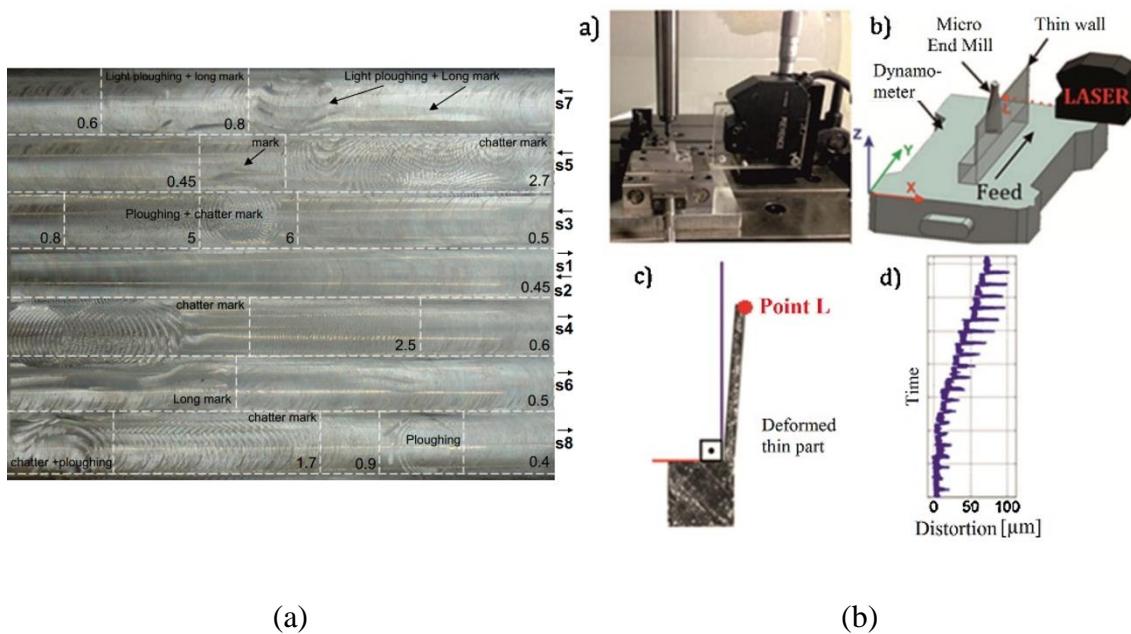 Light ploughing + long mark
Light ploughing + Long mark
0.6
0.8
s7
mark
chatter mark
0.45
2.7
s5
Ploughing + chatter mark
0.8
5
6
0.5
s3
s1
0.45
s2
chatter mark
2.5
0.6
s4
Long mark
0.5
s6
chatter mark
Ploughing
chatter +ploughing
1.7
0.9
0.4
s8
(a)
a)
b)
Micro
End Mill
Thin wall
Dynamo-
meter
LASER
L
Z
Y
X
Feed
c)
Point L
Deformed
thin part
d)
Time
0 50 100
Distortion [μm]
(b)